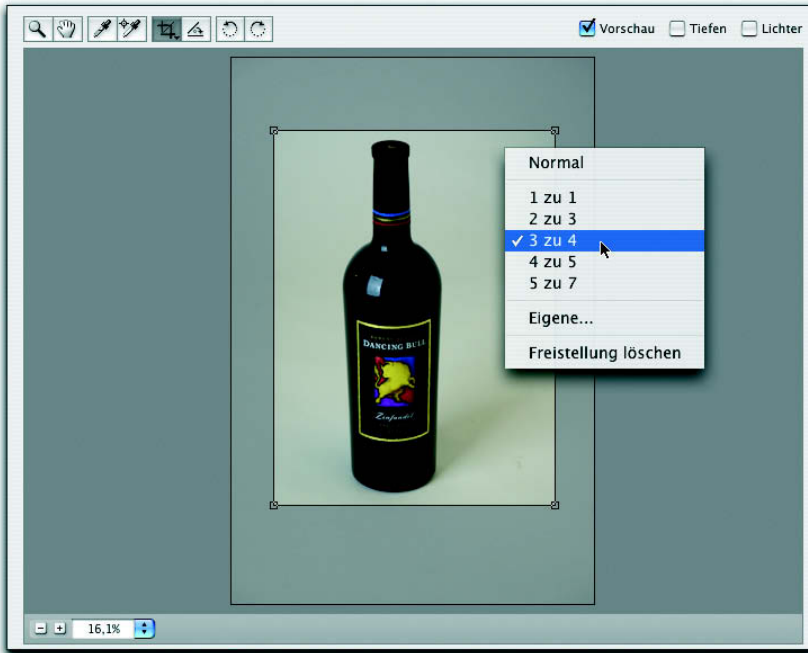 Vorschau Tiefen Lichter
Normal
1 zu 1
2 zu 3
3 zu 4
4 zu 5
5 zu 7
Eigene...
Freistellung löschen
DANCING BULL
Zinfandel
16,1%